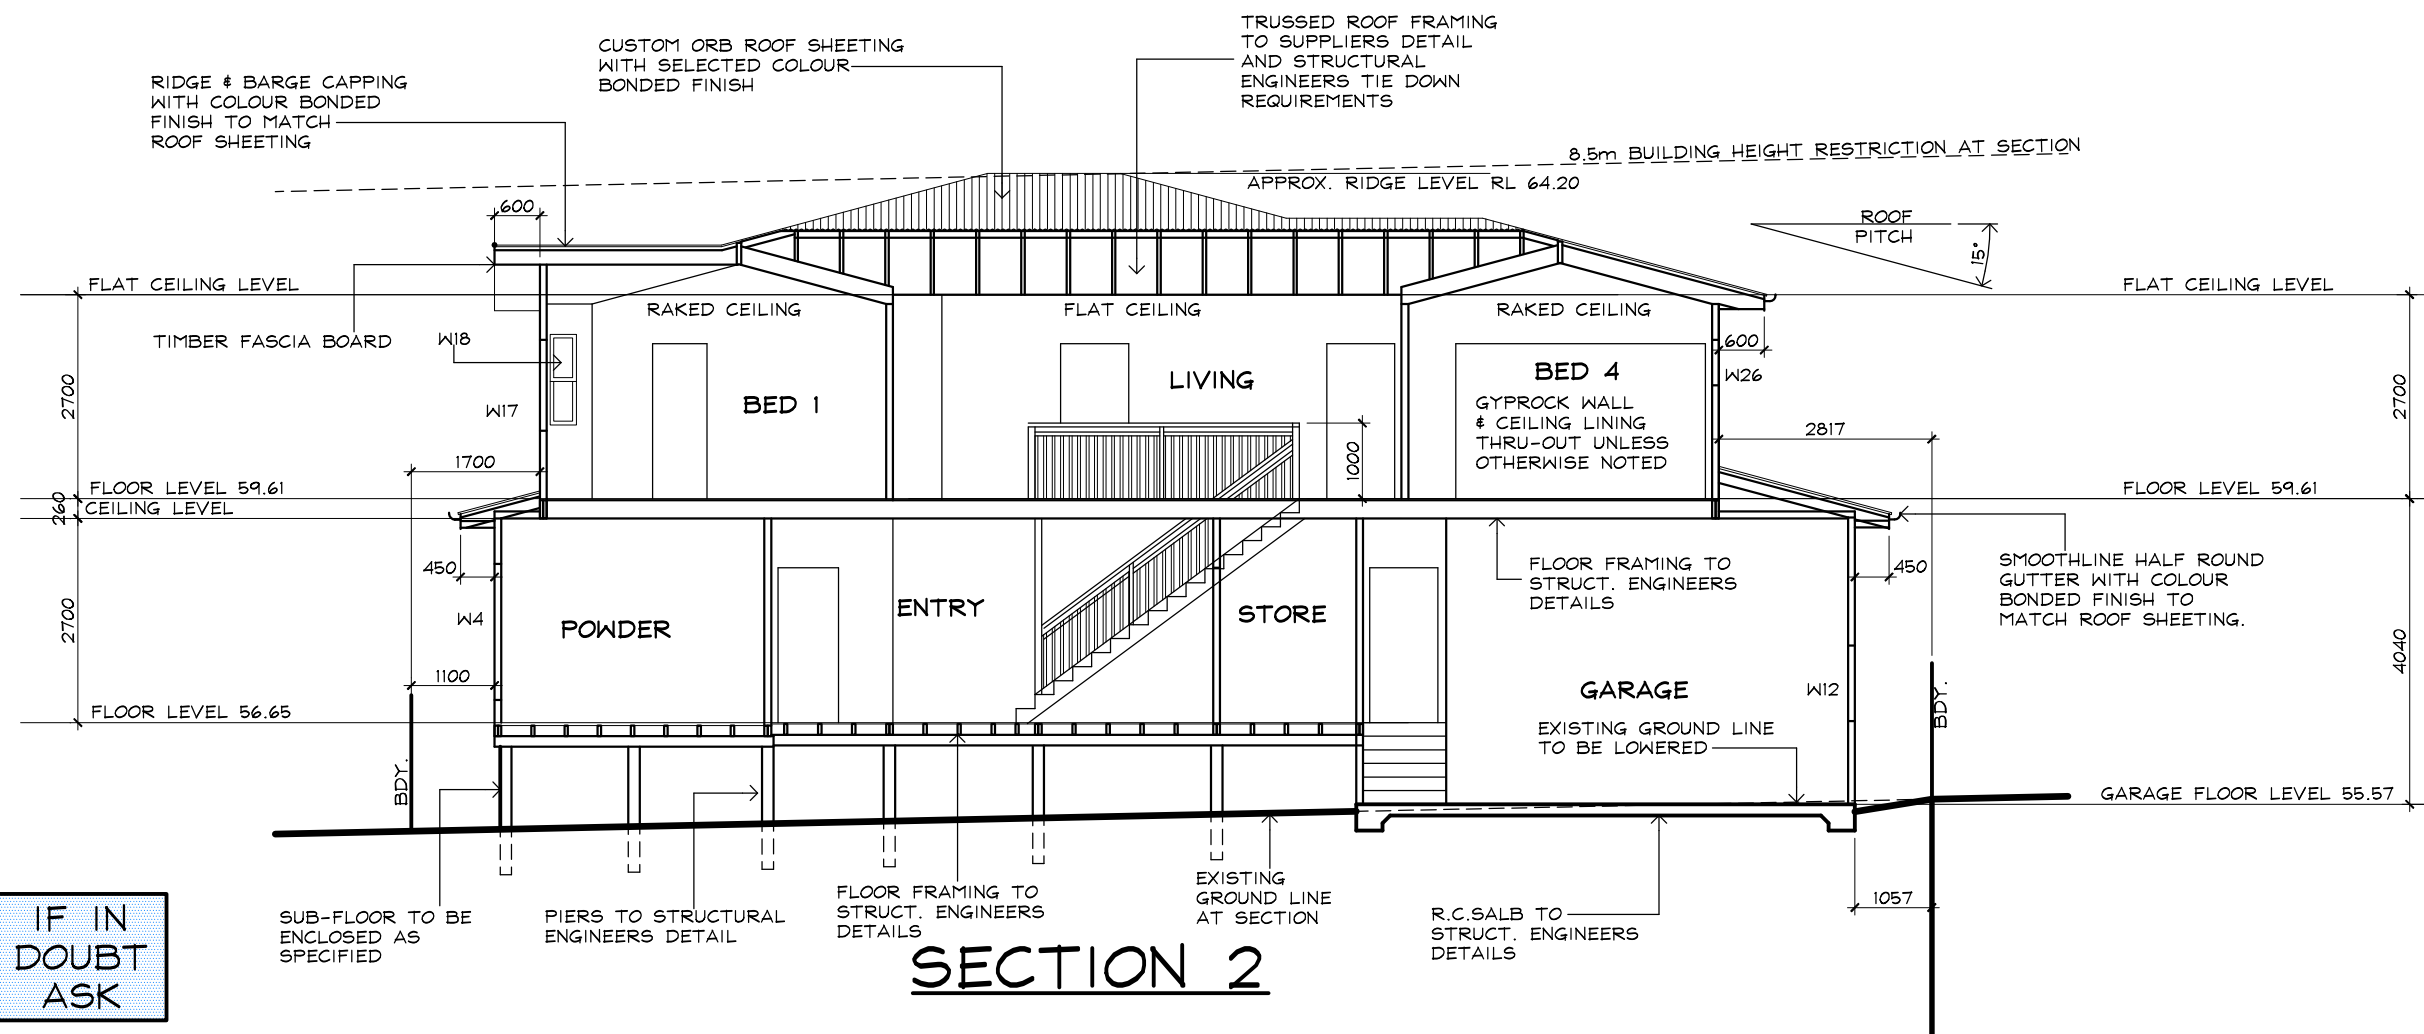 TRUSSED ROOF FRAMING
TO SUPPLIERS DETAIL
AND STRUCTURAL
ENGINEERS TIE DOWN
REQUIREMENTS
CUSTOM ORB ROOF SHEETING
WITH SELECTED COLOUR
BONDED FINISH
RIDGE & BARGE CAPPING
WITH COLOUR BONDED
FINISH TO MATCH
ROOF SHEETING
8.5m BUILDING HEIGHT RESTRICTION AT SECTION
APPROX. RIDGE LEVEL RL 64.20
600
ROOF
PITCH
15°
FLAT CEILING LEVEL
FLAT CEILING LEVEL
RAKED CEILING
FLAT CEILING
RAKED CEILING
TIMBER FASCIA BOARD
W18
600
W26
2700
W17
BED 1
LIVING
BED 4
GYPROCK WALL
& CEILING LINING
THRU-OUT UNLESS
OTHERWISE NOTED
2700
2817
1700
1000
FLOOR LEVEL 59.61
FLOOR LEVEL 59.61
260
CEILING LEVEL
450
FLOOR FRAMING TO
STRUCT. ENGINEERS
DETAILS
450
SMOOTHLINE HALF ROUND
GUTTER WITH COLOUR
BONDED FINISH TO
MATCH ROOF SHEETING.
2700
W4
POWDER
ENTRY
STORE
4040
1100
GARAGE
W12
BDY.
FLOOR LEVEL 56.65
EXISTING GROUND LINE
TO BE LOWERED
BDY.
GARAGE FLOOR LEVEL 55.57
SUB-FLOOR TO BE
ENCLOSED AS
SPECIFIED
PIERS TO STRUCTURAL
ENGINEERS DETAIL
FLOOR FRAMING TO
STRUCT. ENGINEERS
DETAILS
EXISTING
GROUND LINE
AT SECTION
R.C.SALB TO
STRUCT. ENGINEERS
DETAILS
1057
IF IN
DOUBT
ASK
SECTION 2